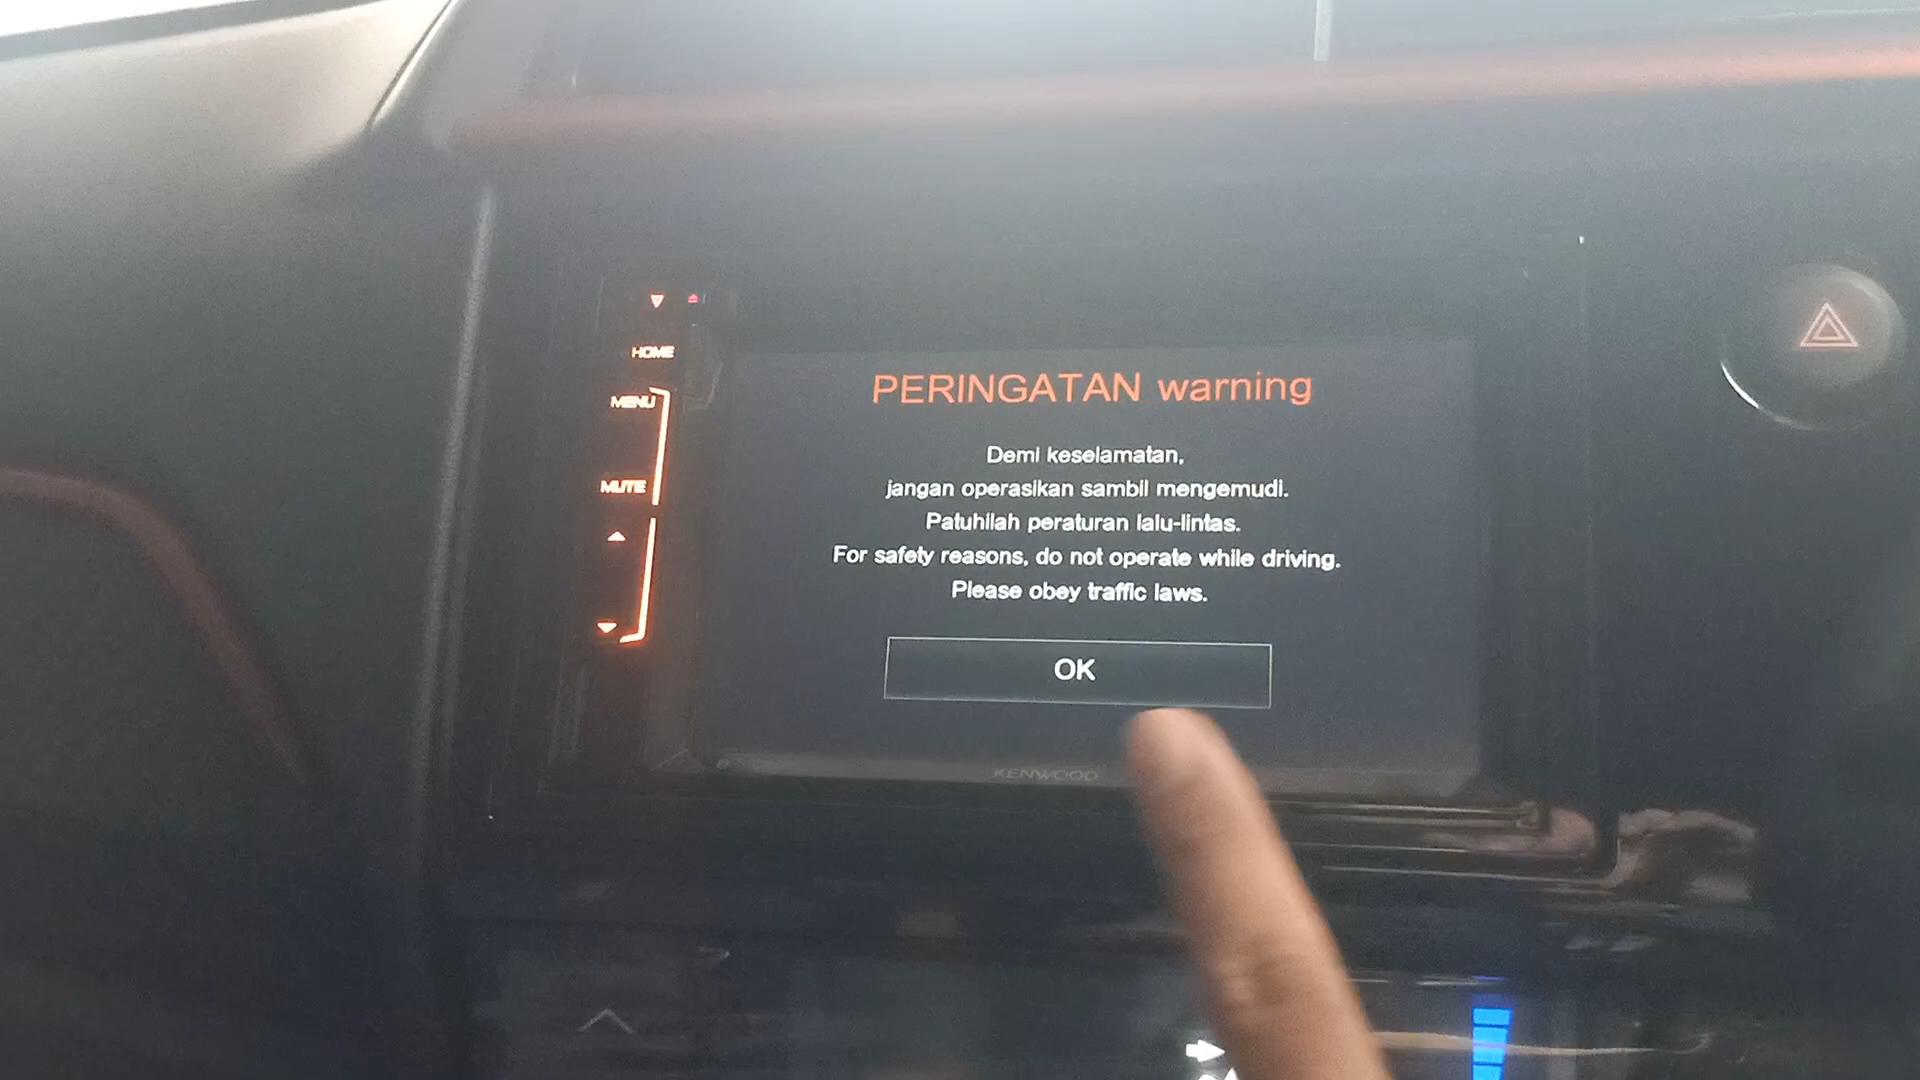 HOME
MENU
MUTE
PERINGATAN warning
Demi keselamatan,
jangan operasikan sambil mengemudi.
Patuhilah peraturan lalu-lintas.
For safety reasons, do not operate while driving.
Please obey traffic laws.
OK
KENWOOD